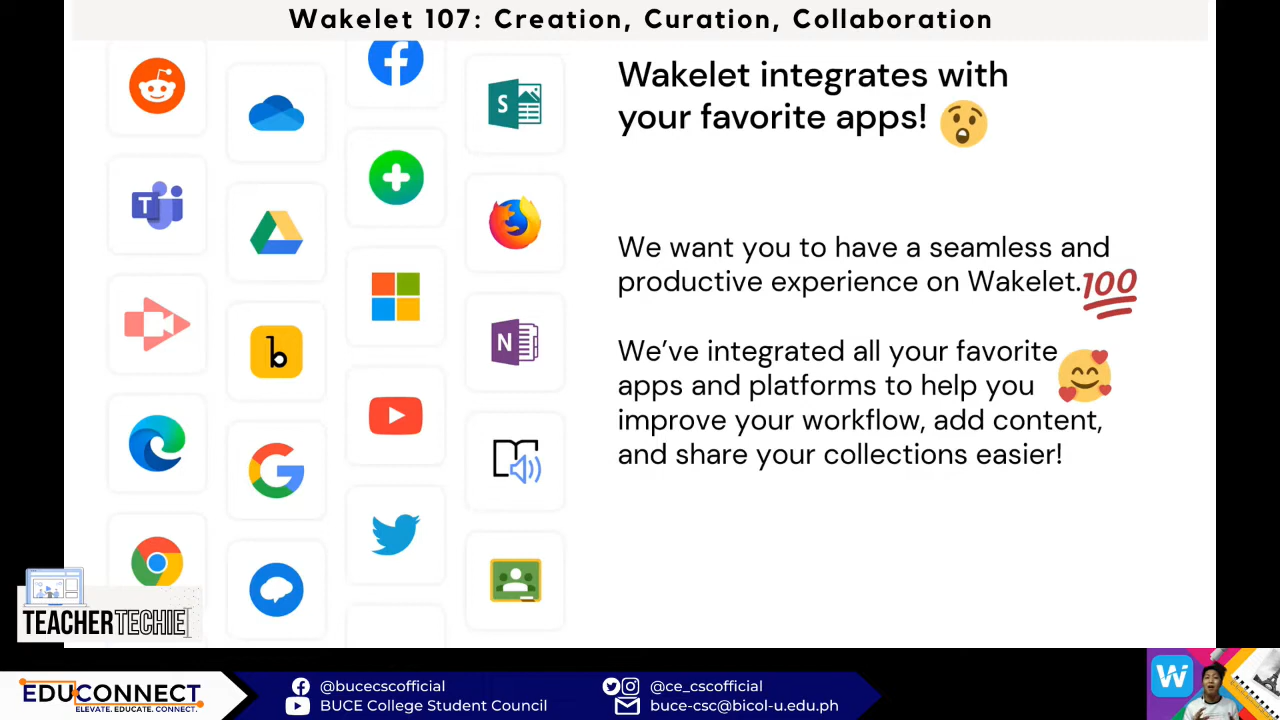 Wakelet 107: Creation, Curation, Collaboration
Wakelet integrates with
your favorite apps!
We want you to have a seamless and
productive experience on Wakelet.
100
We've integrated all your favorite
apps and platforms to help you
improve your workflow, add content,
and share your collections easier!
S
T
N
b
G
TEACHERTECHIE
EDUCONNECT
ELEVATE. EDUCATE. CONNECT.
@bucecscofficial
BUCE College Student Council
@ce_cscofficial
buce-csc@bicol-u.edu.ph
W